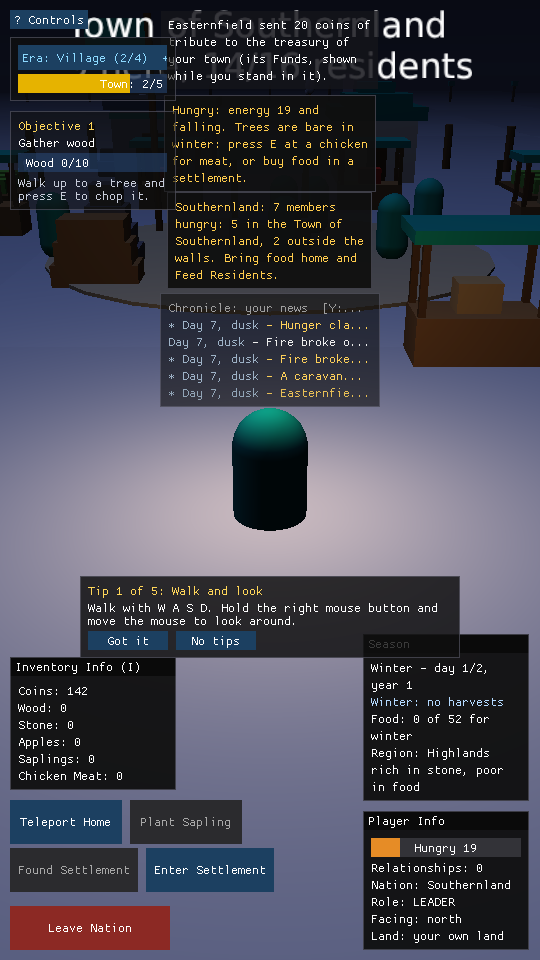 ? Controls
Town of Southernland
residents
Era: Village (2/4) +
Town: 2/5
Objective 1
Gather wood
Wood 0/10
Walk up to a tree and
press E to chop it.
Easternfield sent 20 coins of
tribute to the treasury of
your town (its Funds, shown
while you stand in it).
Hungry: energy 19 and
falling. Trees are bare in
winter: press E at a chicken
for meat, or buy food in a
settlement.
Southernland: 7 members
hungry: 5 in the Town of
Southernland, 2 outside the
walls. Bring food home and
Feed Residents.
Chronicle: your news [Y:...
* Day 7, dusk - Hunger cla...
Day 7, dusk - Fire broke o...
* Day 7, dusk - Fire broke...
* Day 7, dusk - A caravan...
* Day 7, dusk - Easternfie...
Tip 1 of 5: Walk and look
Walk with W A S D. Hold the right mouse button and
move the mouse to look around.
Got it
No tips
Inventory Info (I)
Coins: 142
Wood: 0
Stone: 0
Apples: 0
Saplings: 0
Chicken Meat: 0
Teleport Home
Plant Sapling
Found Settlement
Enter Settlement
Leave Nation
Season
Winter - day 1/2,
year 1
Winter: no harvests
Food: 0 of 52 for
winter
Region: Highlands
rich in stone, poor
in food
Player Info
Hungry 19
Relationships: 0
Nation: Southernland
Role: LEADER
Facing: north
Land: your own land